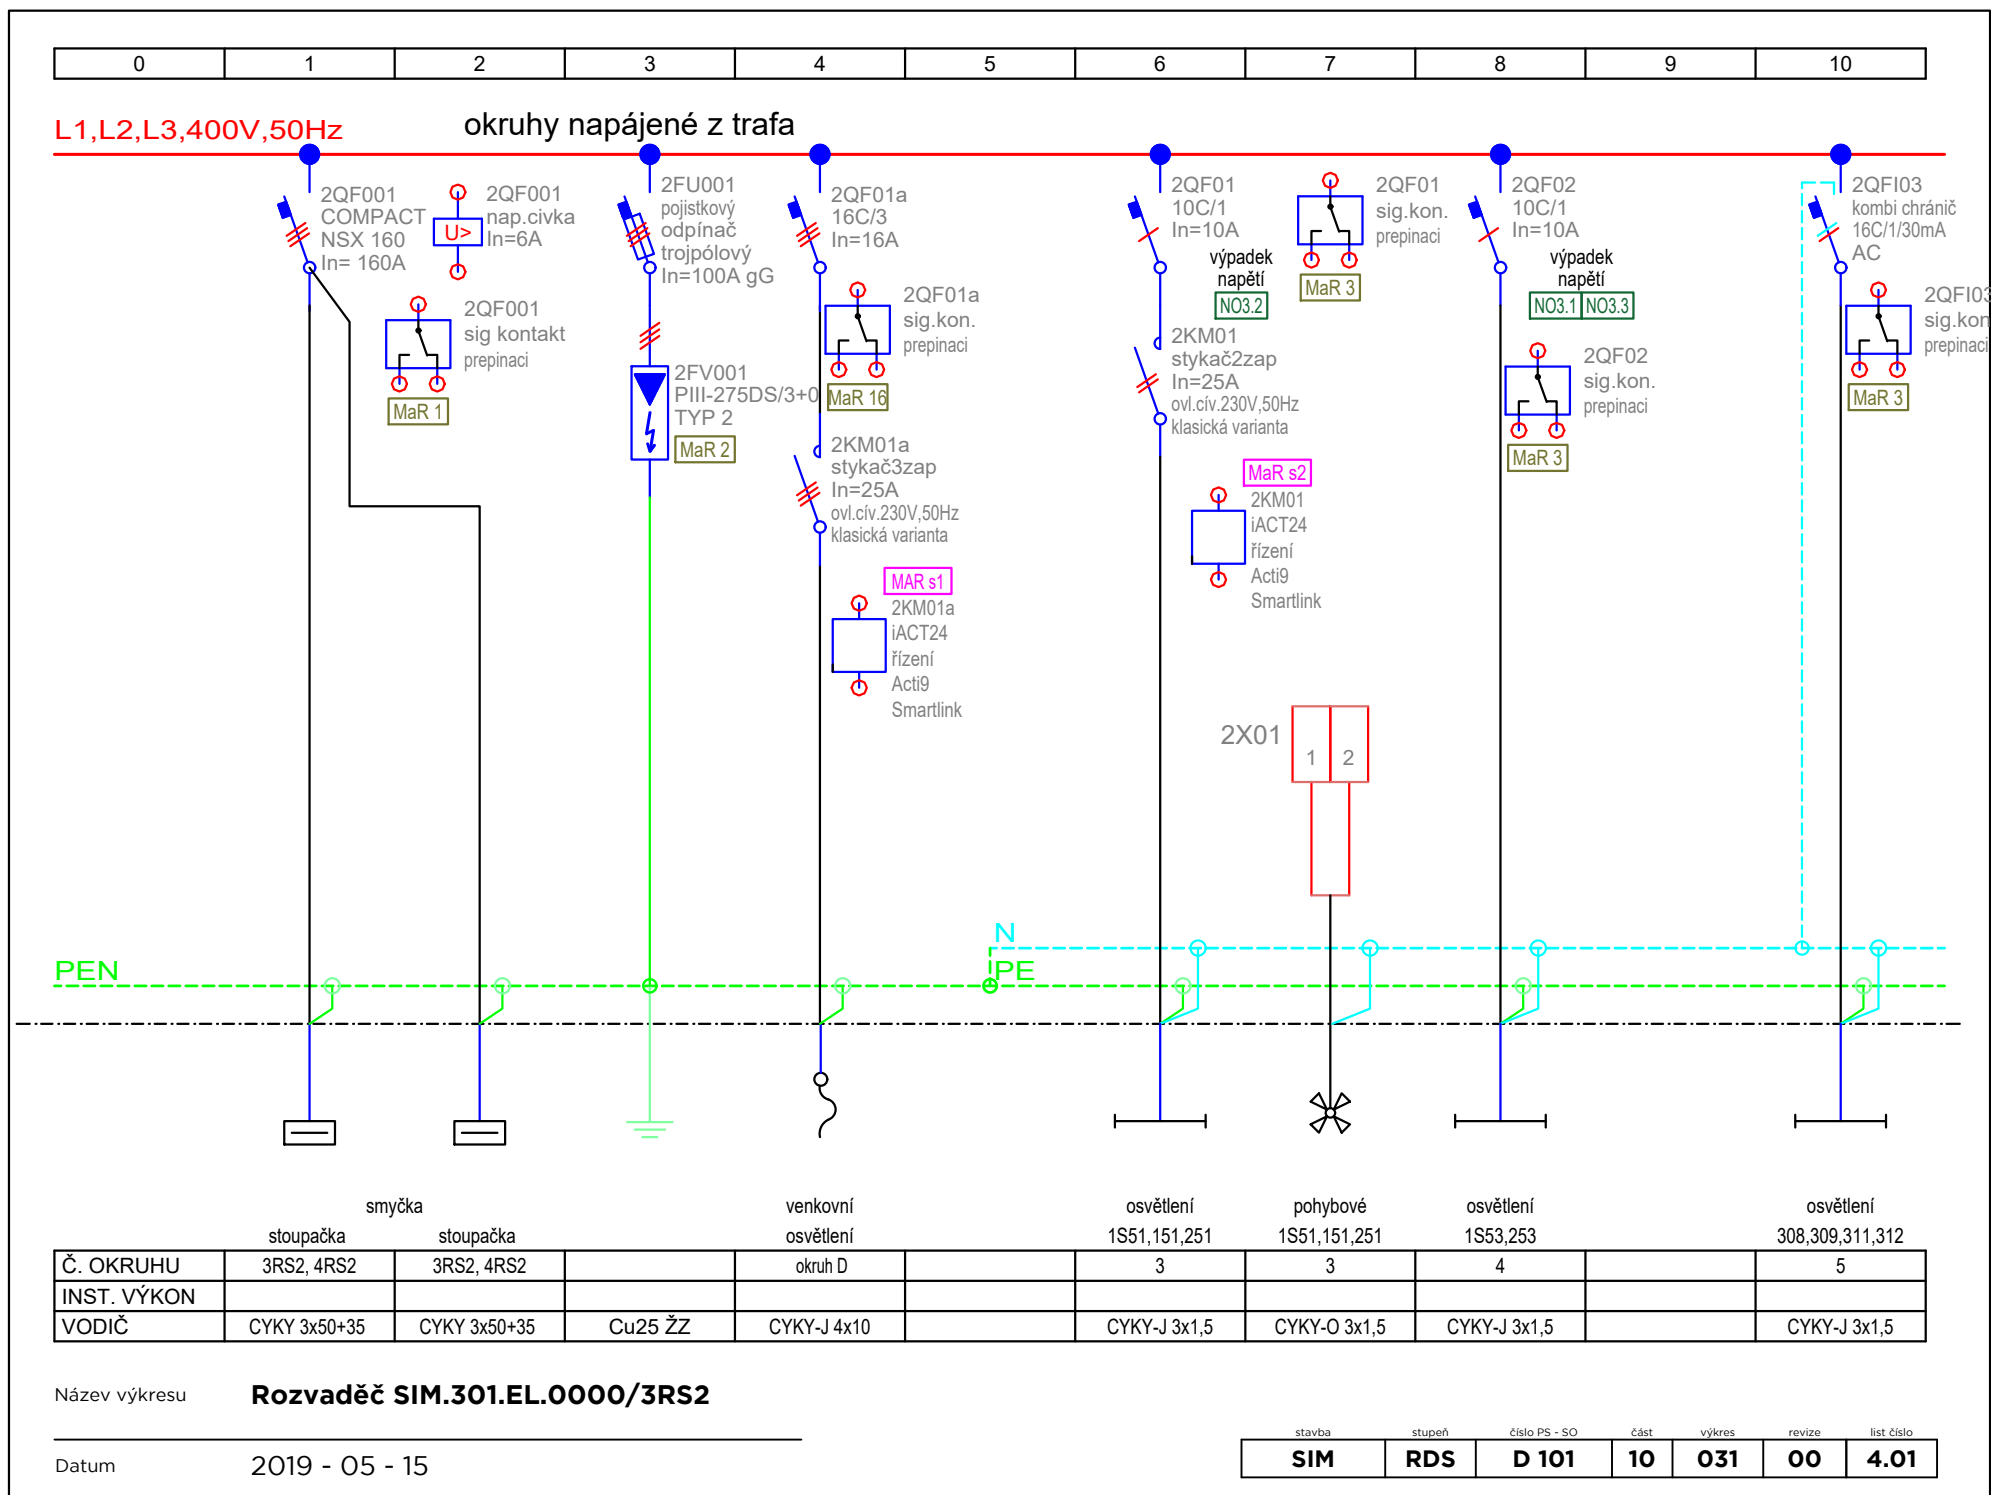 0 1 2 3 4 5 6 7 8 9 10
L1,L2,L3,400V,50Hz
okruhy napájené z trafa
2QF001
COMPACT
NSX 160
In= 160A
2QF001
nap.civka
In=6A
U>
2QF001
sig kontakt
prepinaci
MaR 1
2FU001
pojistkový
odpínač
trojpólový
In=100A gG
2FV001
PIII-275DS/3+0
TYP 2
MaR 2
2QF01a
16C/3
In=16A
2QF01a
sig.kon.
prepinaci
MaR 16
2KM01a
stykač3zap
In=25A
ovl.cív.230V,50Hz
klasická varianta
MAR s1
2KM01a
iACT24
řízení
Acti9
Smartlink
2QF01
10C/1
In=10A
výpadek
napětí
NO3.2
2KM01
stykač2zap
In=25A
ovl.cív.230V,50Hz
klasická varianta
MaR s2
2KM01
iACT24
řízení
Acti9
Smartlink
2QF01
sig.kon.
prepinaci
MaR 3
2X01
1 2
2QF02
10C/1
In=10A
výpadek
napětí
NO3.1 NO3.3
2QF02
sig.kon.
prepinaci
MaR 3
2QFI03
kombi chránič
16C/1/30mA
AC
2QFI03
sig.kon
prepinaci
MaR 3
N
PEN
PE
smyčka venkovní osvětlení pohybové osvětlení osvětlení
stoupačka stoupačka osvětlení 1S51,151,251 1S51,151,251 1S53,253 308,309,311,312
Č. OKRUHU 3RS2, 4RS2 3RS2, 4RS2 okruh D 3 3 4 5
INST. VÝKON
VODIČ CYKY 3x50+35 CYKY 3x50+35 Cu25 ŽZ CYKY-J 4x10 CYKY-J 3x1,5 CYKY-O 3x1,5 CYKY-J 3x1,5 CYKY-J 3x1,5
Název výkresu Rozvaděč SIM.301.EL.0000/3RS2
Datum 2019 - 05 - 15
stavba stupeň číslo PS - SO část výkres revize list číslo
SIM RDS D 101 10 031 00 4.01